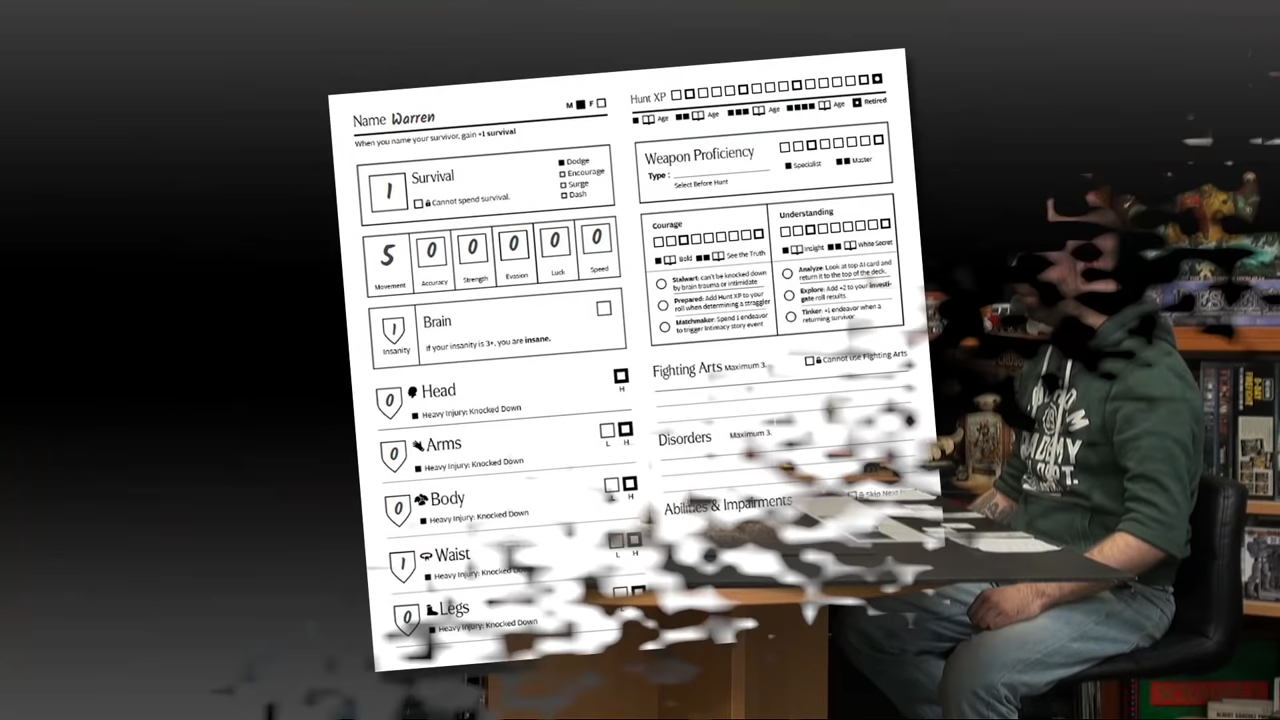 Name Warren
M F
When you name your survivor, gain +1 survival
1 Survival
Cannot spend survival.
Dodge
Encourage
Surge
Dash
5 0 0 0 0 0
Movement Accuracy Strength Evasion Luck Speed
1 Brain
Insanity If your insanity is 3+, you are insane.
0 Head
H
Heavy Injury: Knocked Down
0 Arms
L H
Heavy Injury: Knocked Down
0 Body
L H
Heavy Injury: Knocked Down
1 Waist
L H
Heavy Injury: Knocked Down
0 Legs
L
Heavy Injury: Knocked Down
Hunt XP
Age Age Age Age Retired
Weapon Proficiency
Type :
Select Before Hunt
Specialist Master
Courage
Bold See the Truth
Stalwart: can't be knocked down
by brain trauma or intimidate
Prepared: Add Hunt XP to your
roll when determining a straggler
Matchmaker: Spend 1 endeavor
to trigger Intimacy story event
Understanding
Insight White Secret
Analyze: Look at top AI card and
return it to the top of the deck.
Explore: Add +2 to your investi-
gate roll results.
Tinker: +1 endeavor when a
returning survivor
Fighting Arts Maximum 3.
Cannot use Fighting Arts
Disorders Maximum 3.
Abilities & Impairments
Skip Next